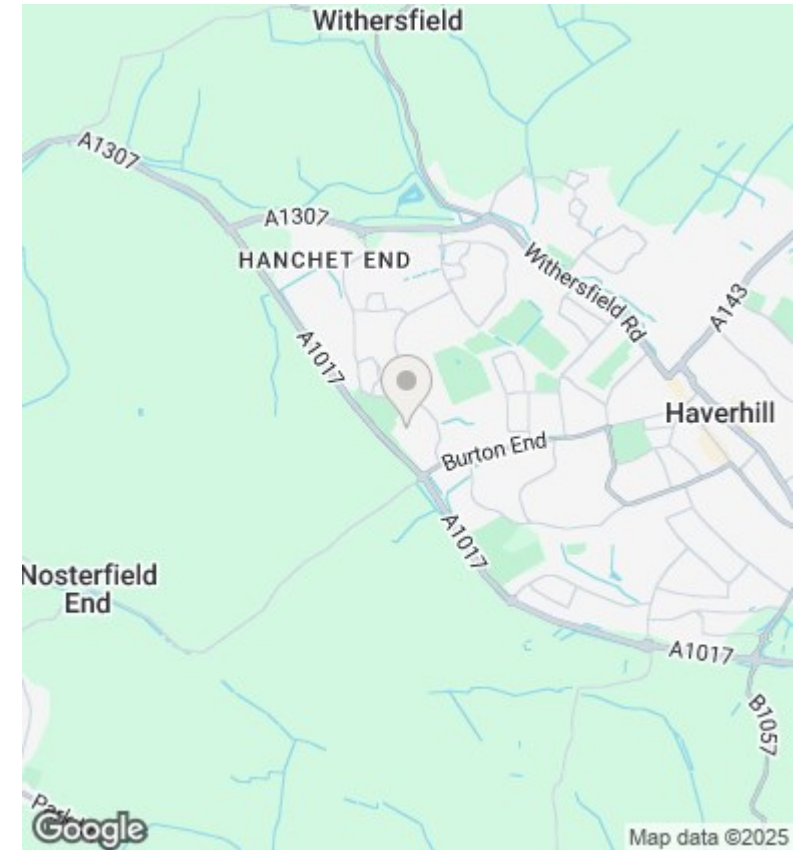 Withersfield
A1307
A1307
HANCHET END
Withersfield Rd
A143
A1017
Haverhill
Burton End
A1017
Nosterfield
End
A1017
B1057
Google
Map data ©2025